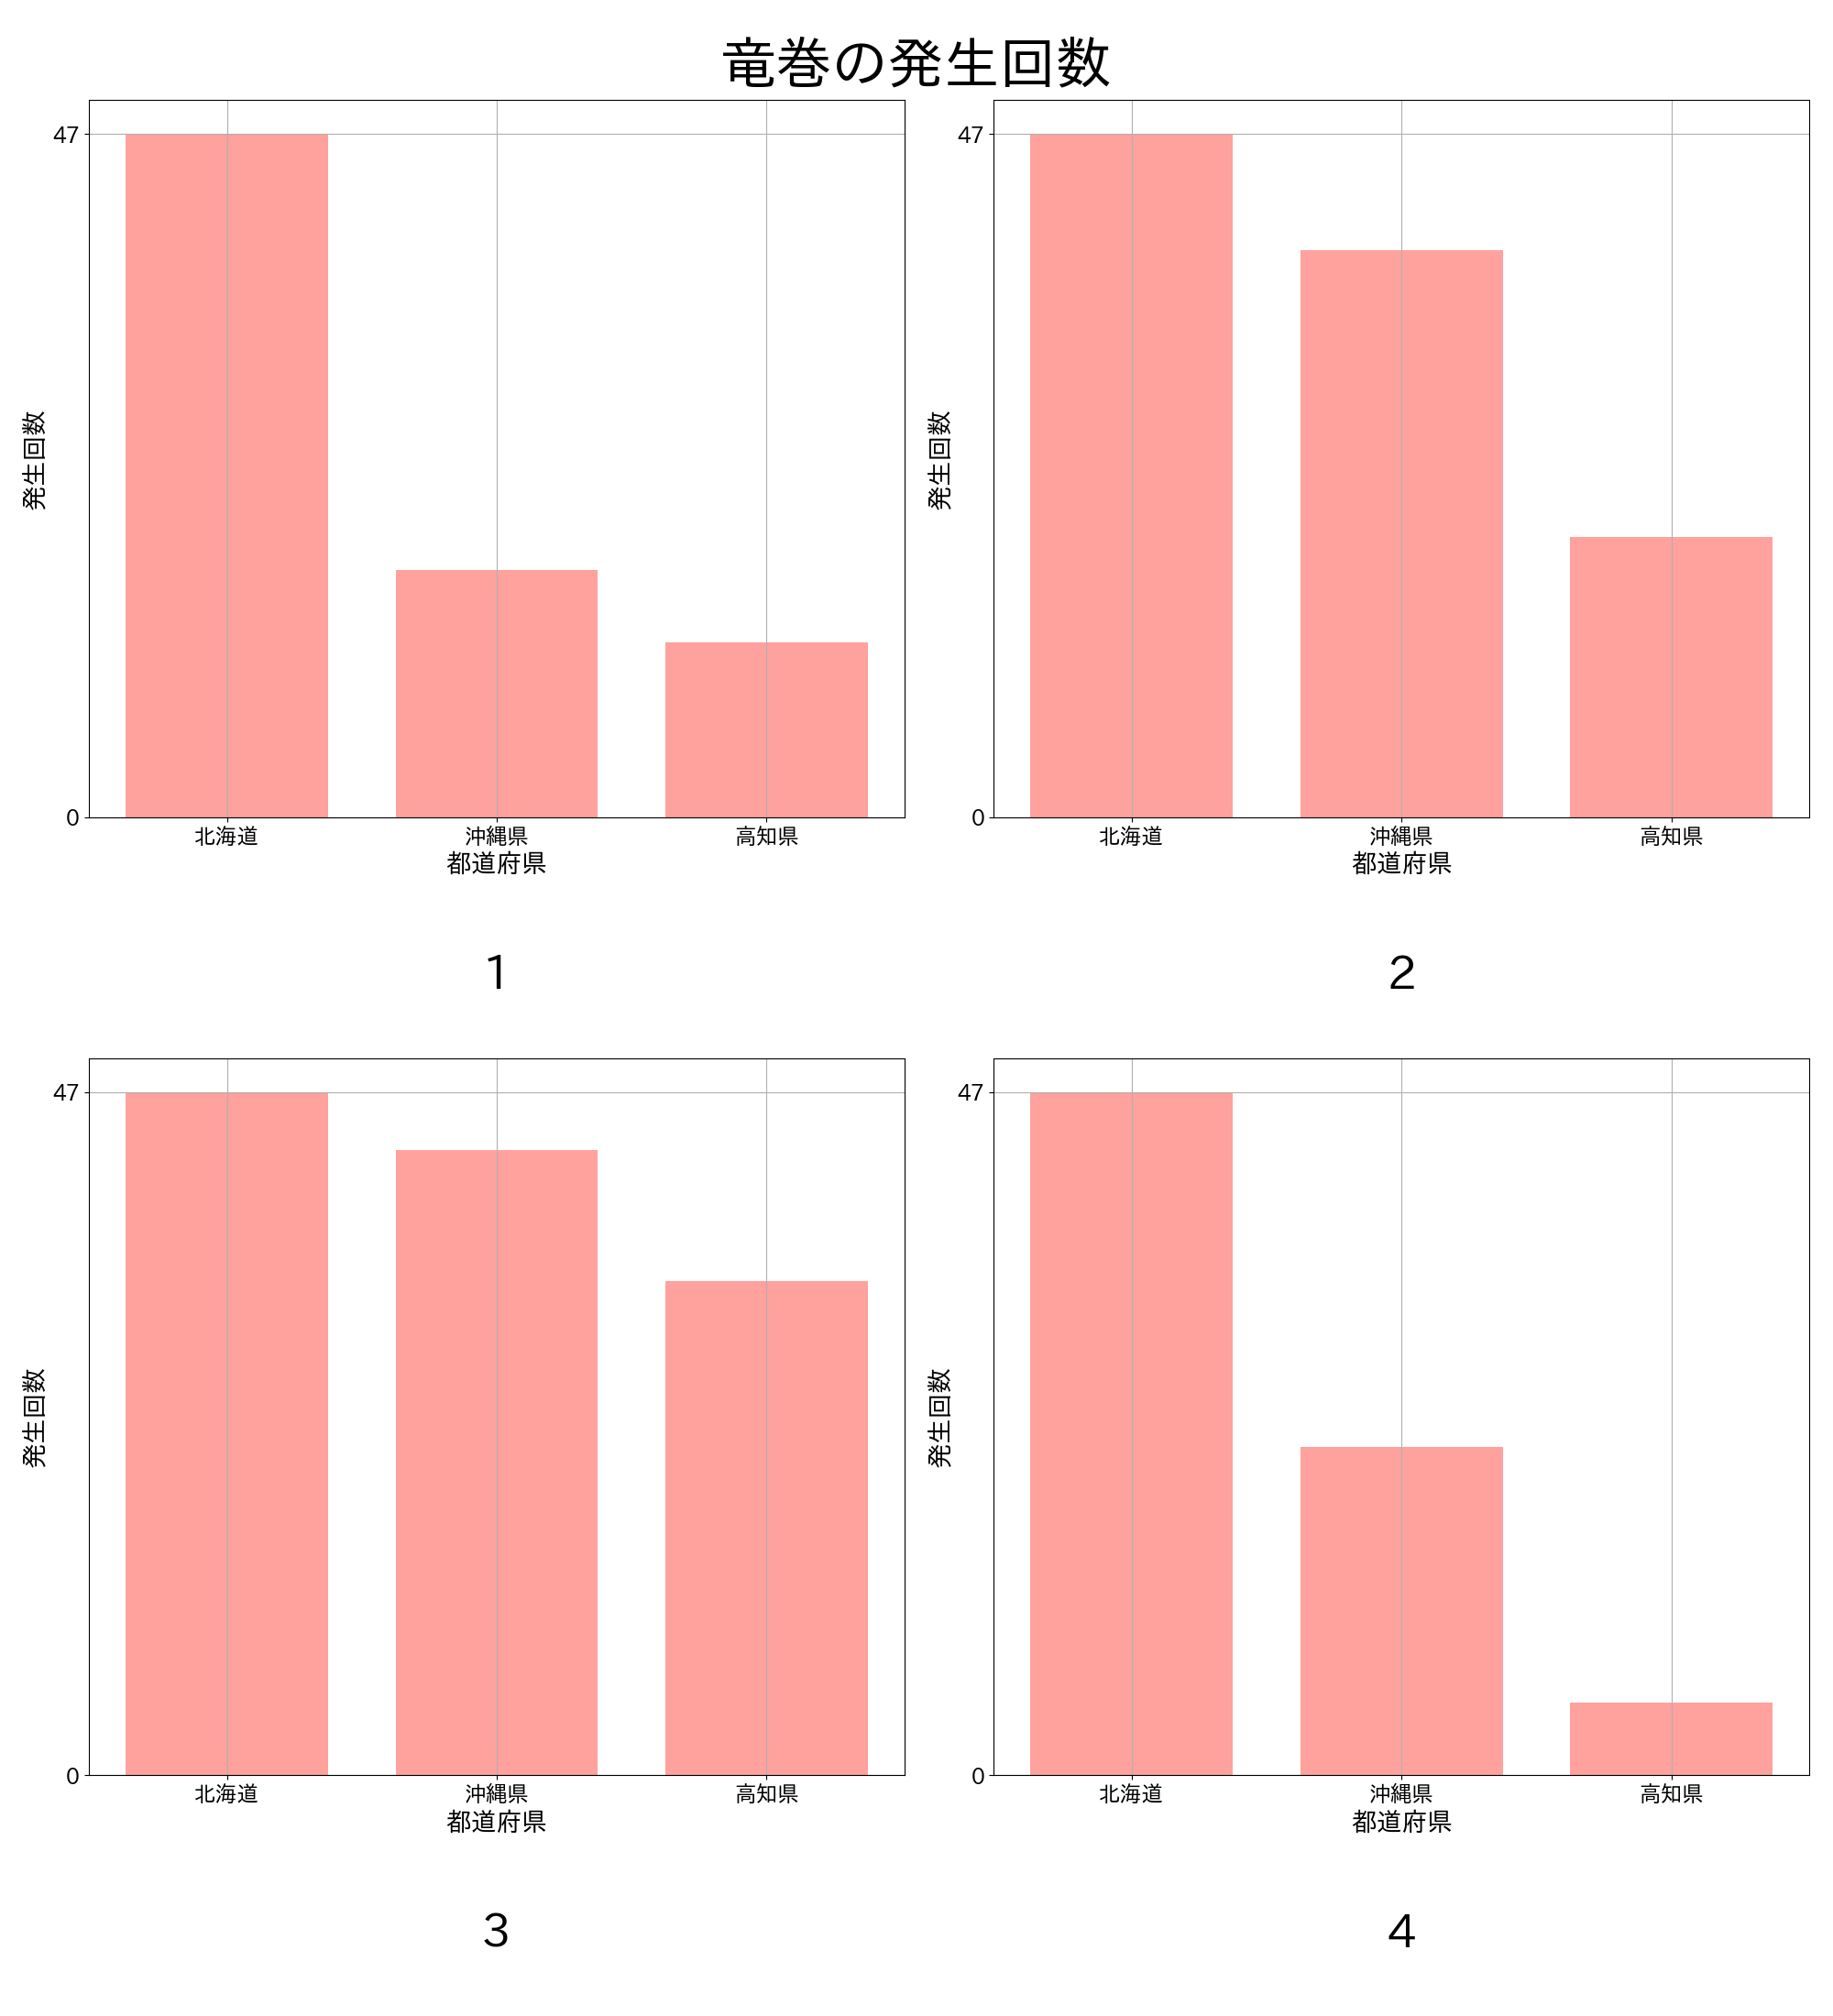 竜巻の発生回数
47
0
発生回数
北海道 沖縄県 高知県
都道府県
1
47
0
発生回数
北海道 沖縄県 高知県
都道府県
2
47
0
発生回数
北海道 沖縄県 高知県
都道府県
3
47
0
発生回数
北海道 沖縄県 高知県
都道府県
4